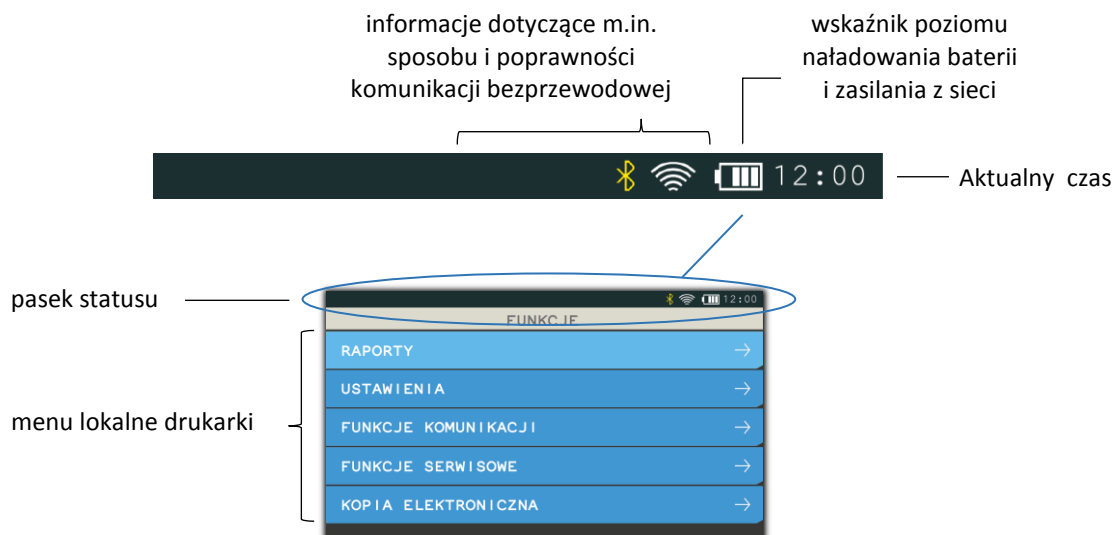 informacje dotyczące m.in.
sposobu i poprawności
komunikacji bezprzewodowej
wskaźnik poziomu
naładowania baterii
i zasilania z sieci
12:00
Aktualny czas
pasek statusu
12:00
FUNKCJE
menu lokalne drukarki
RAPORTY
USTAWIENIA
FUNKCJE KOMUNIKACJI
FUNKCJE SERWISOWE
KOPIA ELEKTRONICZNA